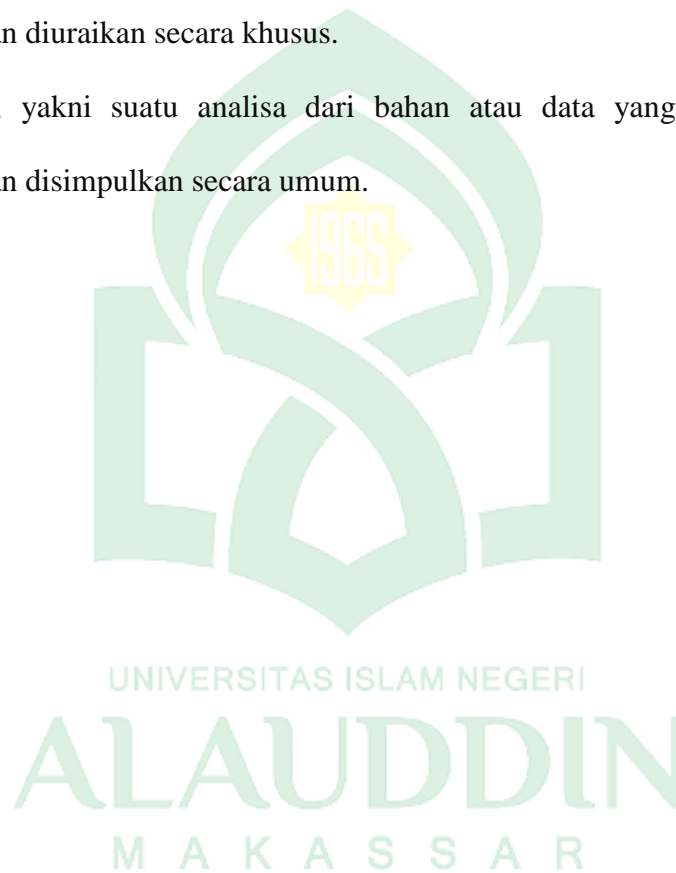 an diuraikan secara khusus.
yakni suatu analisa dari bahan atau data yang
an disimpulkan secara umum.
1965
UNIVERSITAS ISLAM NEGERI
ALAUDDIN
MAKASSAR